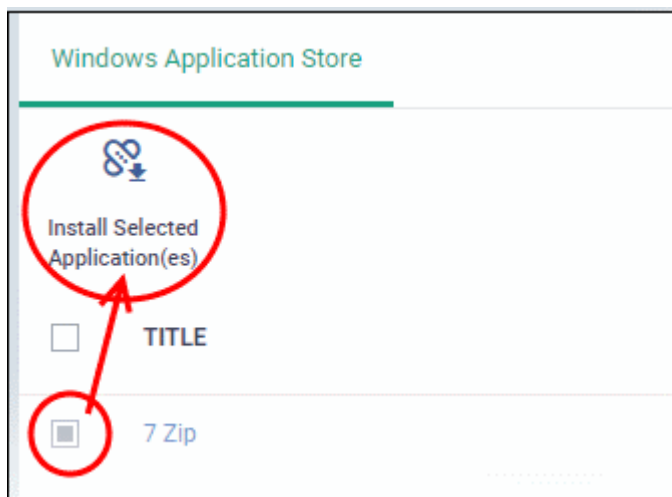 Windows Application Store
Install Selected
Application(es)
TITLE
7 Zip